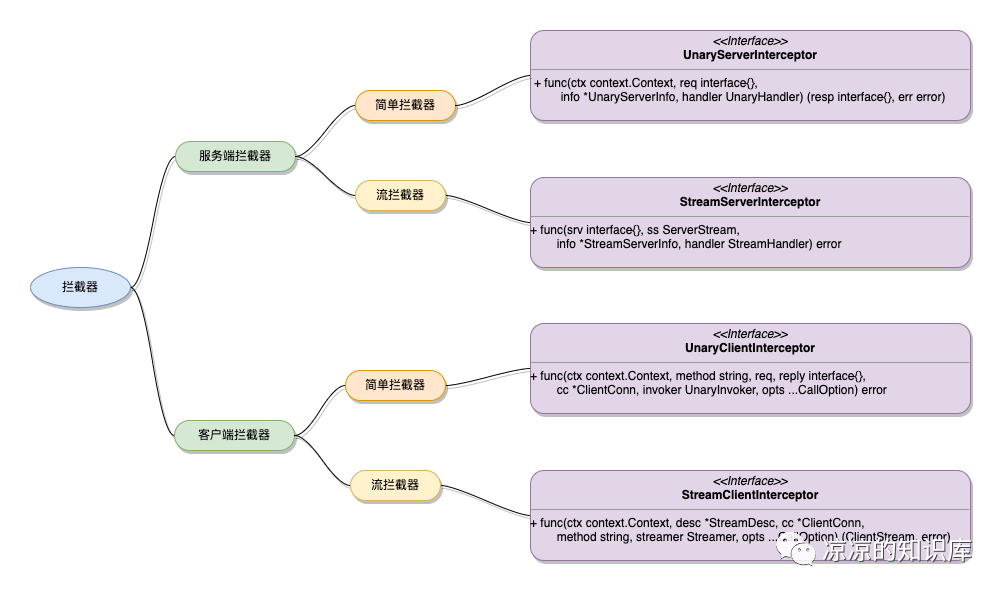 拦截器
服务端拦截器
简单拦截器
<<Interface>>
UnaryServerInterceptor
+ func(ctx context.Context, req interface{},
info *UnaryServerInfo, handler UnaryHandler) (resp interface{}, err error)
流拦截器
<<Interface>>
StreamServerInterceptor
+ func(srv interface{}, ss ServerStream,
info *StreamServerInfo, handler StreamHandler) error
客户端拦截器
简单拦截器
<<Interface>>
UnaryClientInterceptor
+ func(ctx context.Context, method string, req, reply interface{},
cc *ClientConn, invoker UnaryInvoker, opts ...CallOption) error
流拦截器
<<Interface>>
StreamClientInterceptor
+ func(ctx context.Context, desc *StreamDesc, cc *ClientConn,
method string, streamer Streamer, opts ...CallOption) (ClientStream, error)
凉凉的知识库